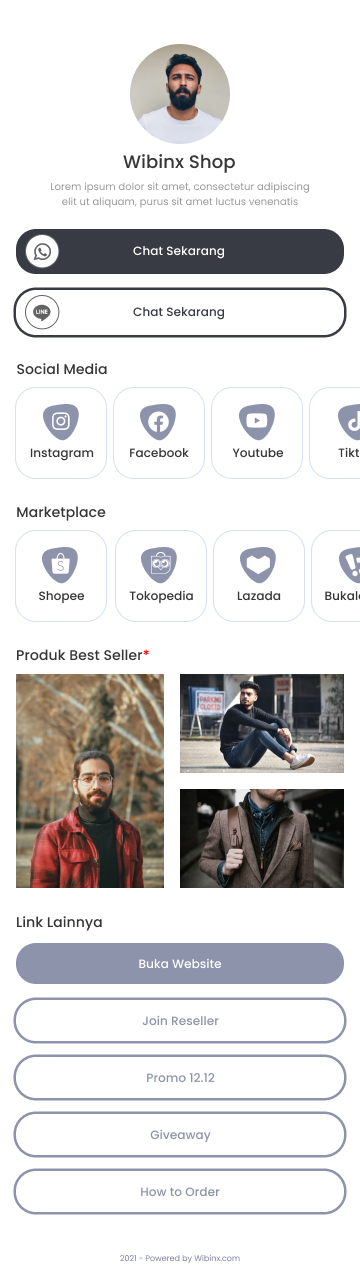 Wibinx Shop
Lorem ipsum dolor sit amet, consectetur adipiscing
elit ut aliquam, purus sit amet luctus venenatis
Chat Sekarang
LINE
Chat Sekarang
Social Media
Instagram
Facebook
Youtube
Tikt
Marketplace
S
Shopee
Tokopedia
Lazada
Bukal
Produk Best Seller*
PARKING
CLOSED
Link Lainnya
Buka Website
Join Reseller
Promo 12.12
Giveaway
How to Order
2021 - Powered by Wibinx.com